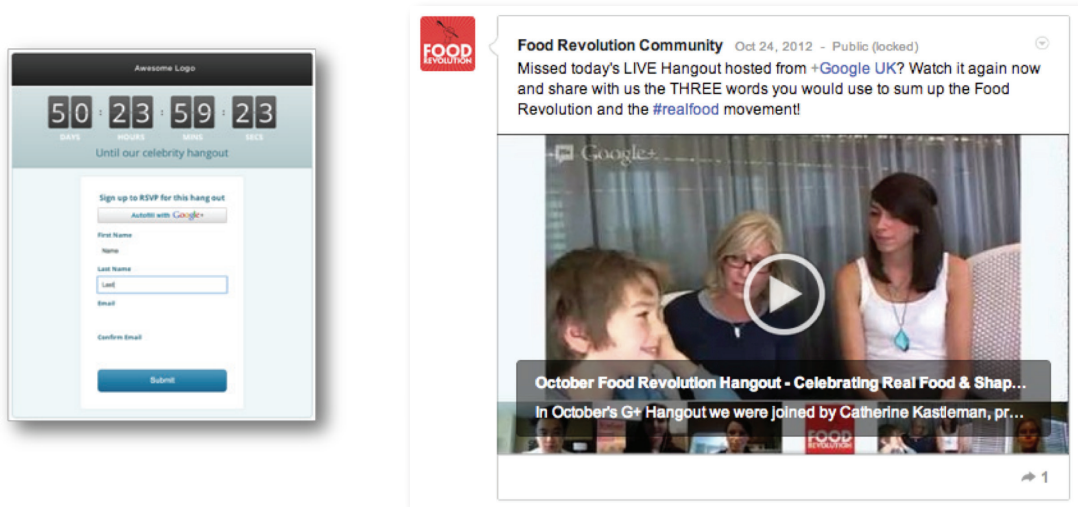 Awesome Logo
50 : 23 : 59 : 23
DAYS HOURS MINS SECS
Until our celebrity hangout
Sign up to RSVP for this hang out
Autofill with Google+
First Name
Name
Last Name
Last
Email
Confirm Email
Submit
FOOD
REVOLUTION
Food Revolution Community Oct 24, 2012 - Public (locked)
Missed today's LIVE Hangout hosted from +Google UK? Watch it again now
and share with us the THREE words you would use to sum up the Food
Revolution and the #realfood movement!
Google+
October Food Revolution Hangout - Celebrating Real Food & Shap...
In October's G+ Hangout we were joined by Catherine Kastleman, pr...
FOOD
REVOLUTION
1